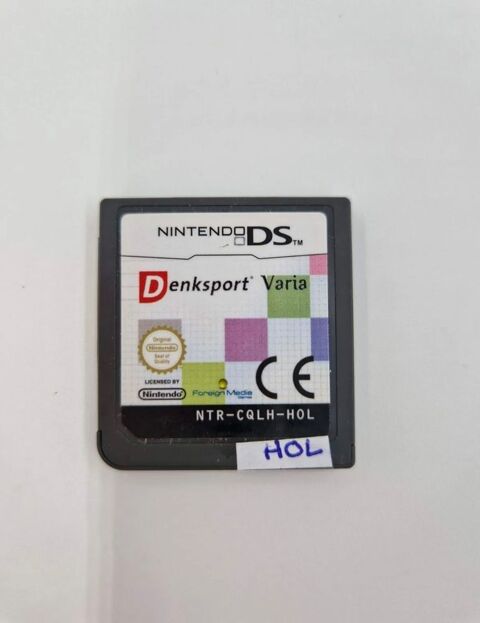 NINTENDO DS™
Denksport® Varia
Original
Nintendo
Seal of
Quality
LICENSED BY
Nintendo®
Foreign Media
Games
CE
NTR-CQLH-HOL
HOL